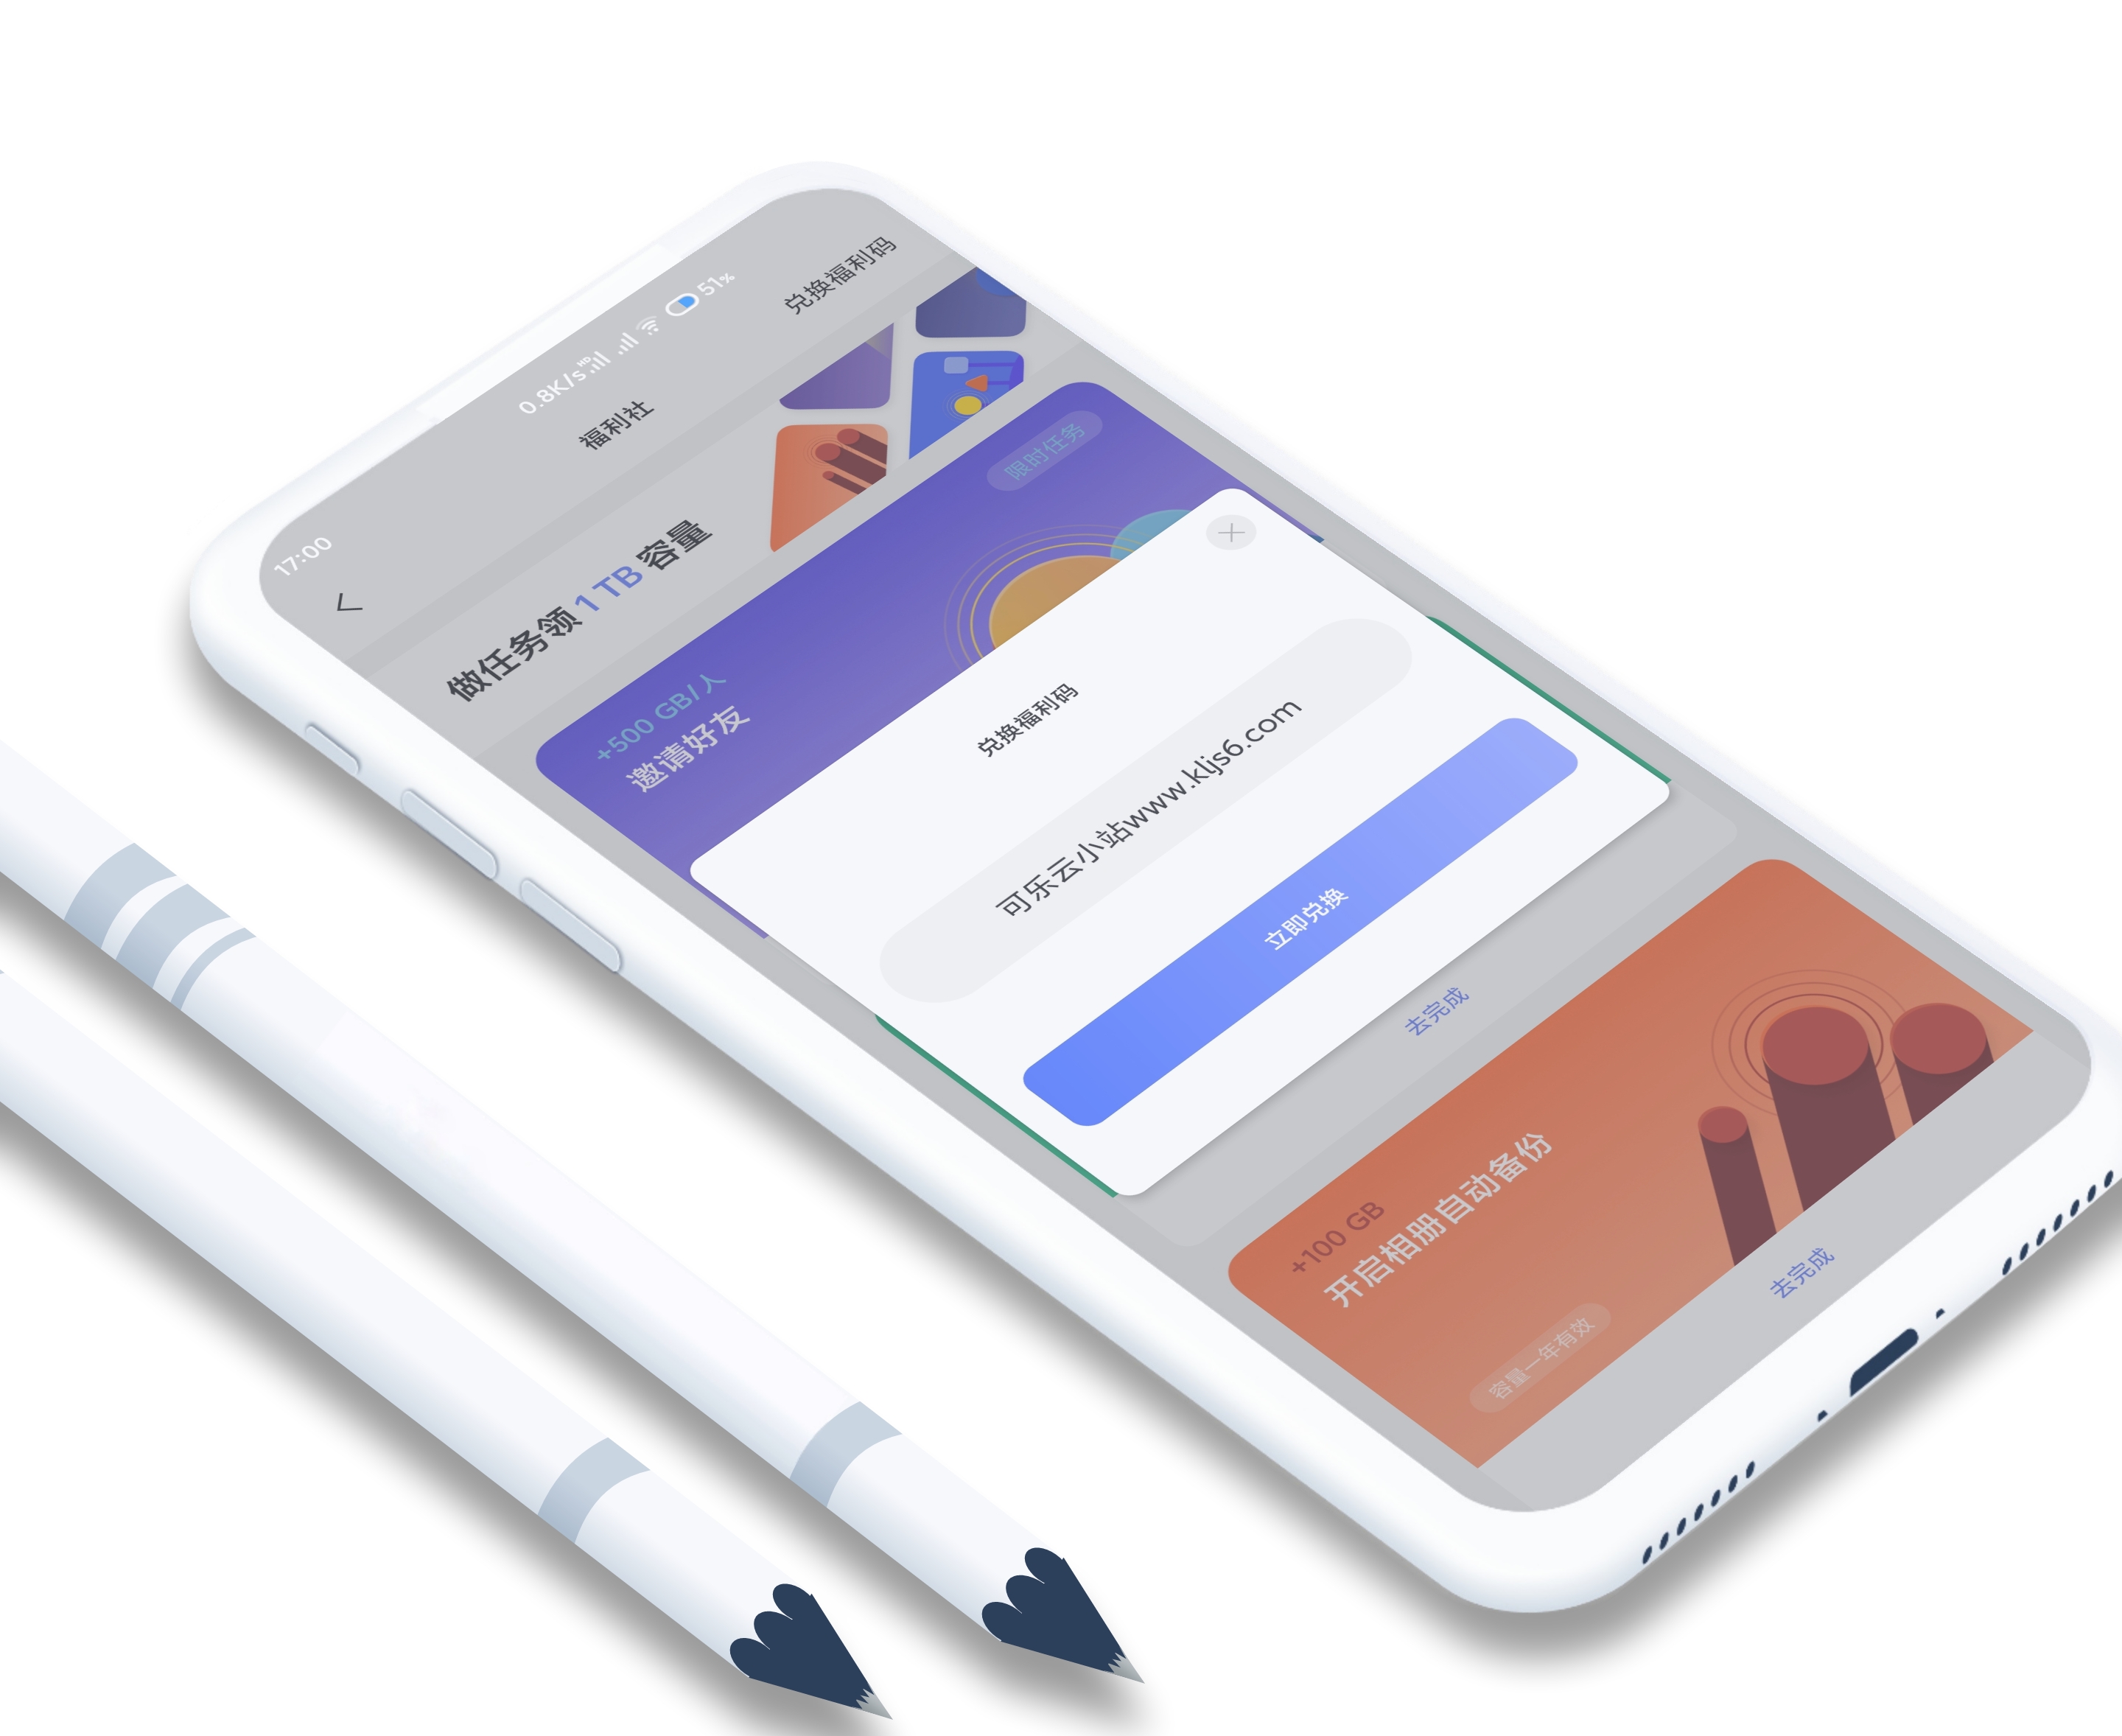 17:00
0.8K/s HD 51%
福利社
兑换福利码
做任务领 1 TB 容量
限时任务
+500 GB/人
邀请好友
兑换福利码
可乐云小站www.kljs6.com
立即兑换
去完成
+100 GB
开启相册自动备份
容量一年有效
去完成